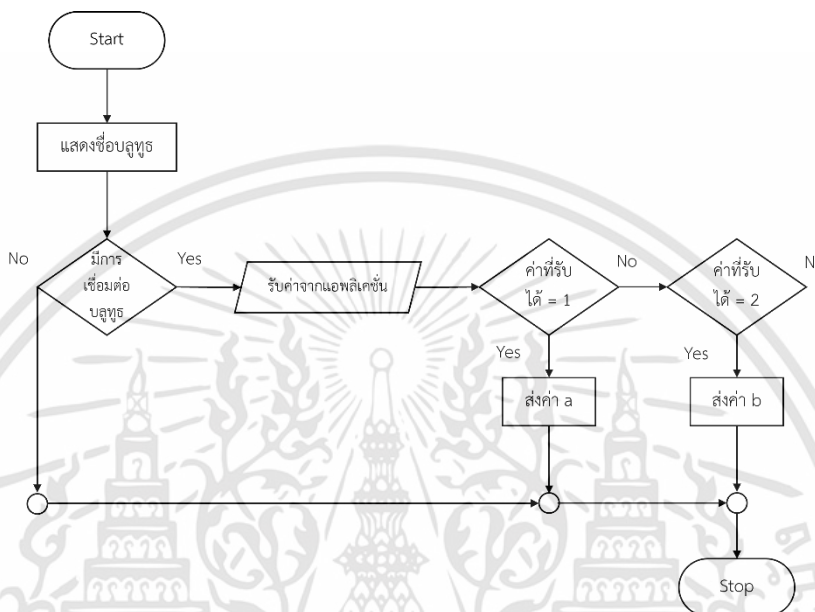 Start
แสดงชื่อบลูทูธ
No
มีการ
เชื่อมต่อ
บลูทูธ
Yes
รับค่าจากแอพลิเคชั่น
ค่าที่รับ
ได้ = 1
No
ค่าที่รับ
ได้ = 2
N
Yes
ส่งค่า a
Yes
ส่งค่า b
Stop